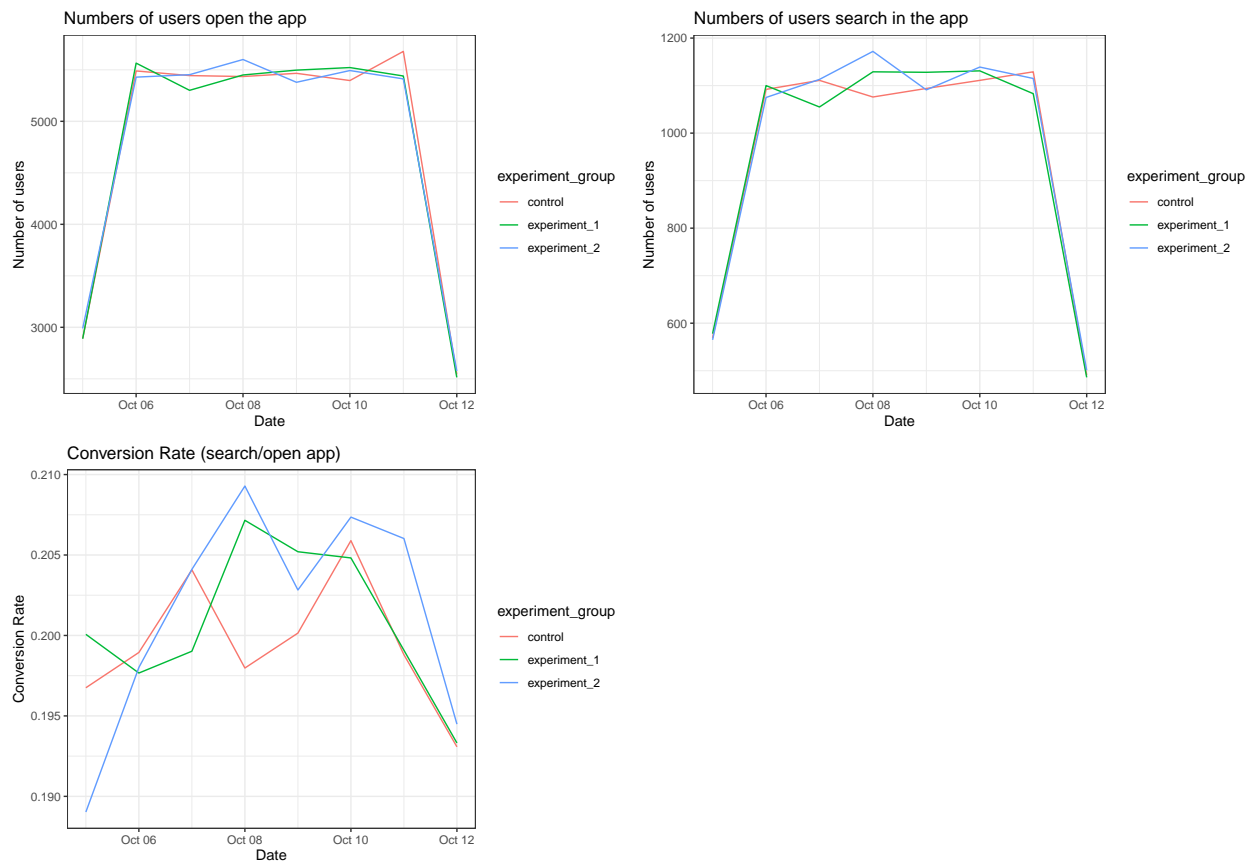 Numbers of users open the app
Number of users
5000
4000
3000
Oct 06
Oct 08
Oct 10
Oct 12
Date
experiment_group
control
experiment_1
experiment_2
Numbers of users search in the app
Number of users
1200
1000
800
600
Oct 06
Oct 08
Oct 10
Oct 12
Date
experiment_group
control
experiment_1
experiment_2
Conversion Rate (search/open app)
Conversion Rate
0.210
0.205
0.200
0.195
0.190
Oct 06
Oct 08
Oct 10
Oct 12
Date
experiment_group
control
experiment_1
experiment_2